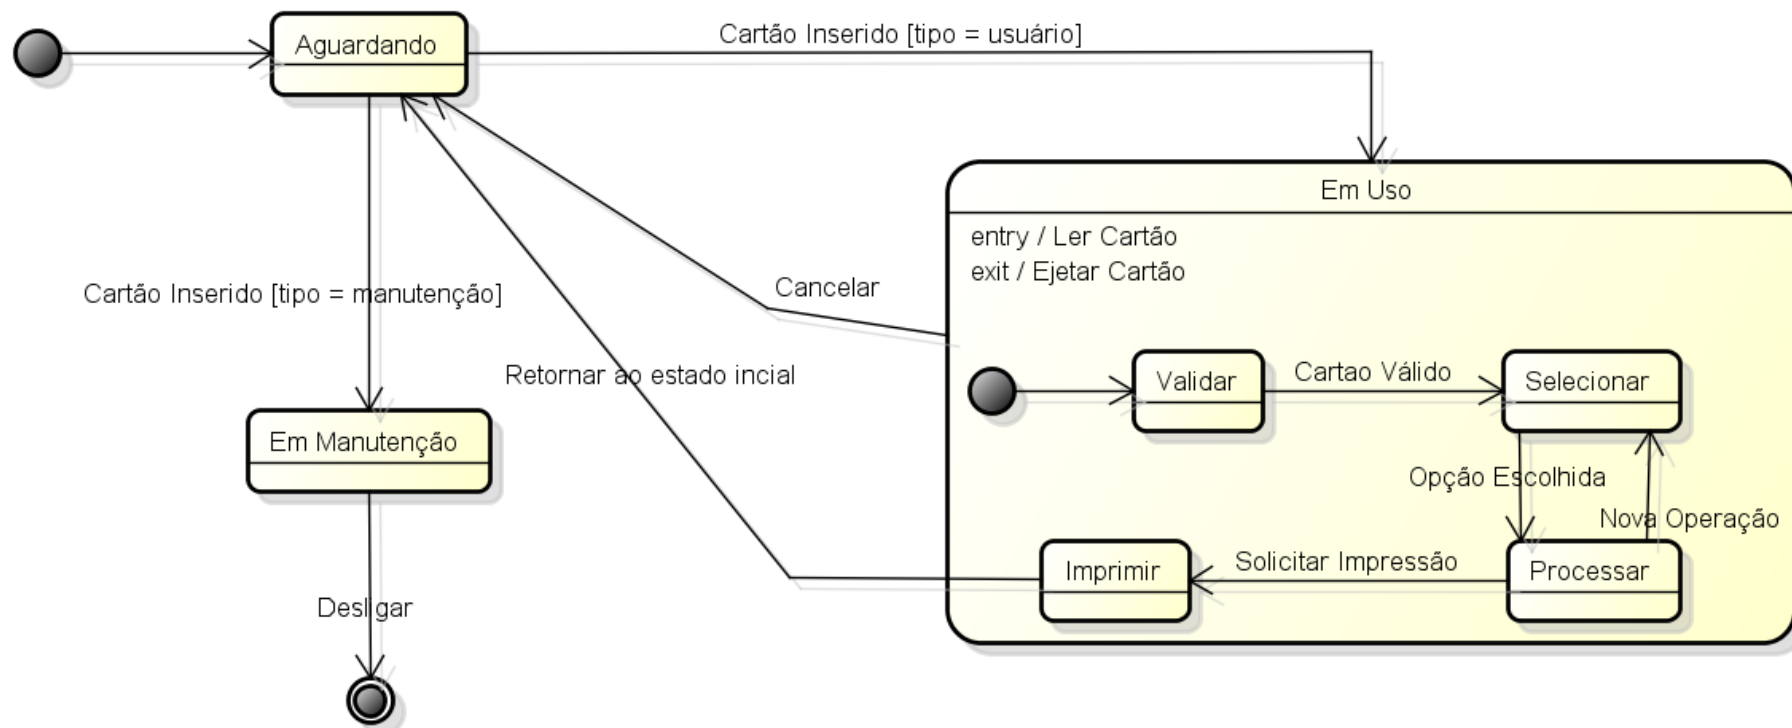 Cartão Inserido [tipo = usuário]
Aguardando
Em Uso
entry / Ler Cartão
exit / Ejetar Cartão
Cancelar
Cartão Inserido [tipo = manutenção]
Retornar ao estado incial
Validar
Cartao Válido
Selecionar
Em Manutenção
Opção Escolhida
Nova Operação
Imprimir
Solicitar Impressão
Processar
Desligar